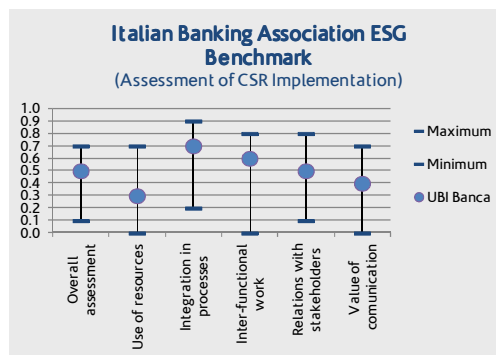 Italian Banking Association ESG
Benchmark
(Assessment of CSR Implementation)
1.0
0.9
0.8
0.7
0.6
0.5
0.4
0.3
0.2
0.1
0.0
Maximum
Minimum
UBI Banca
Overall
assessment
Use of resources
Integration in
processes
Inter-functional
work
Relations with
stakeholders
Value of
comunication